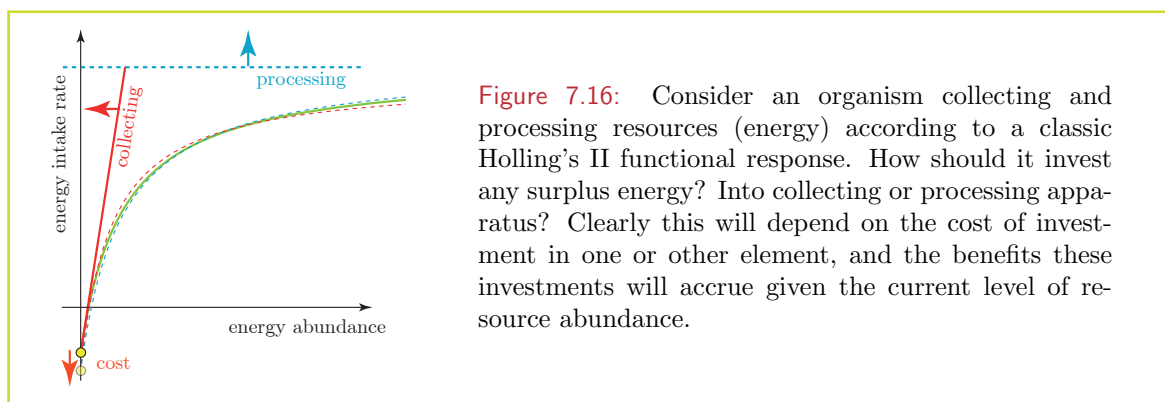 energy intake rate
collecting
processing
energy abundance
cost
Figure 7.16: Consider an organism collecting and
processing resources (energy) according to a classic
Holling's II functional response. How should it invest
any surplus energy? Into collecting or processing appa-
ratus? Clearly this will depend on the cost of invest-
ment in one or other element, and the benefits these
investments will accrue given the current level of re-
source abundance.